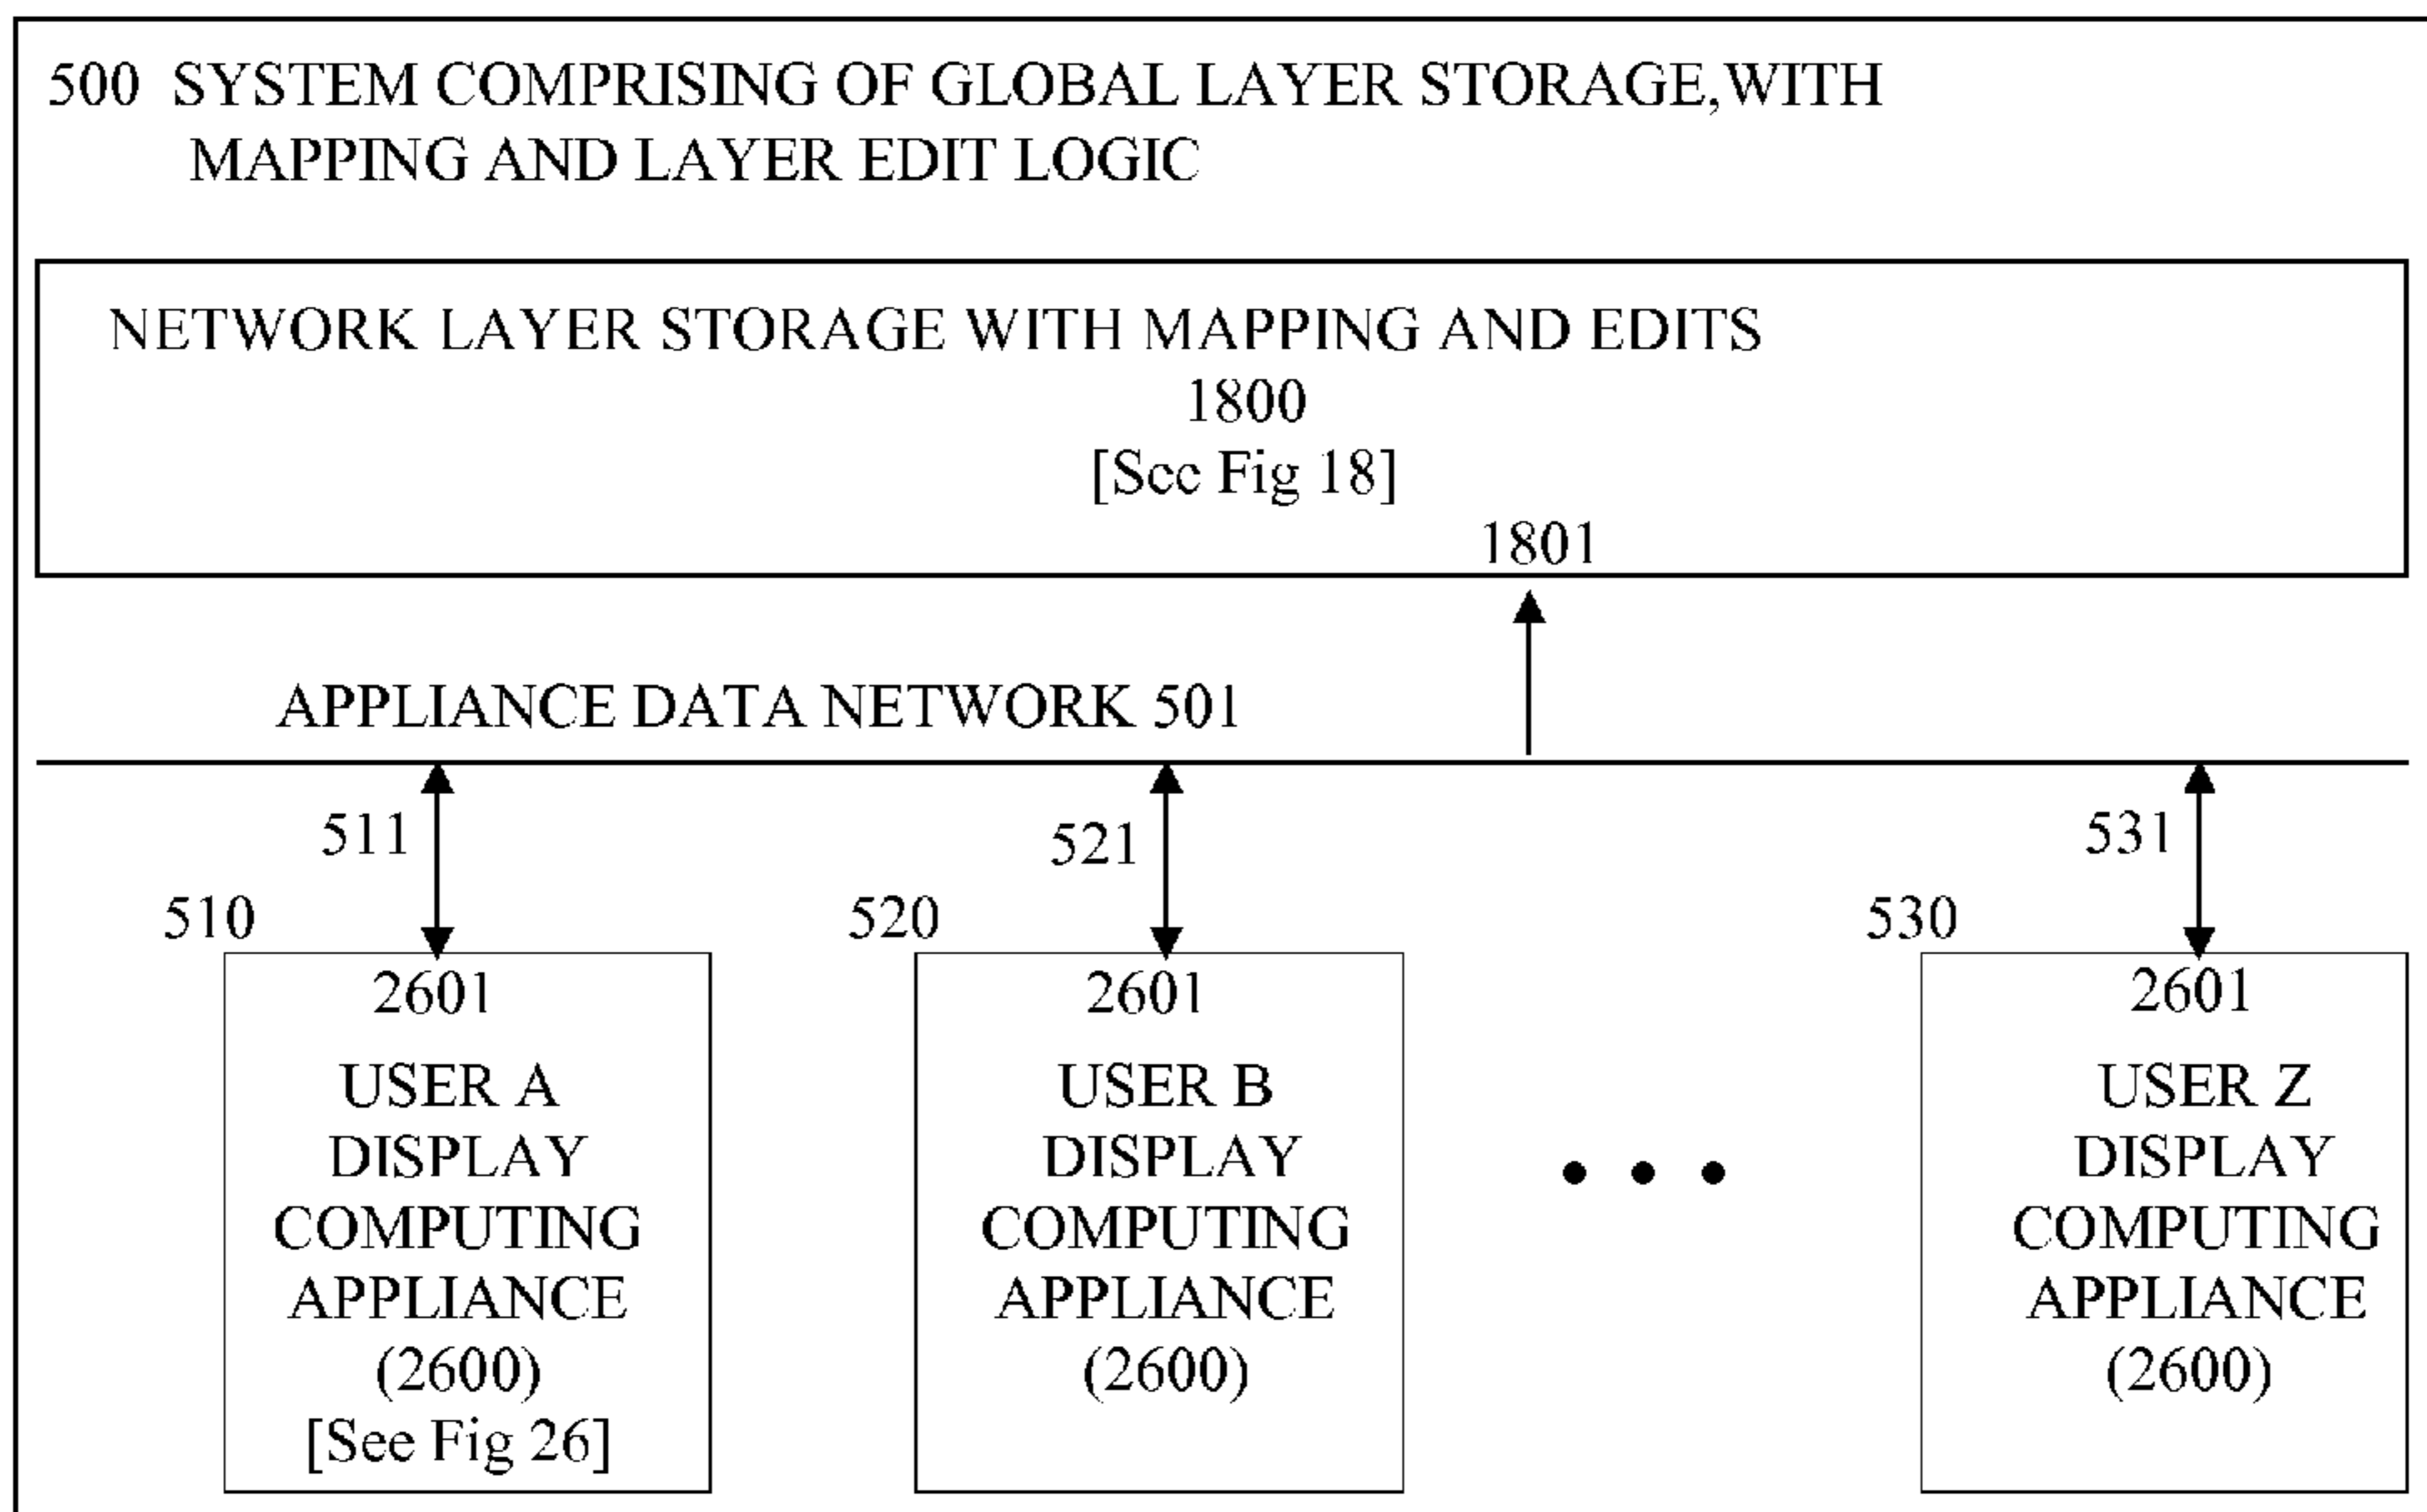 500 SYSTEM COMPRISING OF GLOBAL LAYER STORAGE,WITH
MAPPING AND LAYER EDIT LOGIC
NETWORK LAYER STORAGE WITH MAPPING AND EDITS
1800
[See Fig 18]
1801
APPLIANCE DATA NETWORK 501
511
521
531
510
520
530
2601
USER A
DISPLAY
COMPUTING
APPLIANCE
(2600)
[See Fig 26]
2601
USER B
DISPLAY
COMPUTING
APPLIANCE
(2600)
2601
USER Z
DISPLAY
COMPUTING
APPLIANCE
(2600)